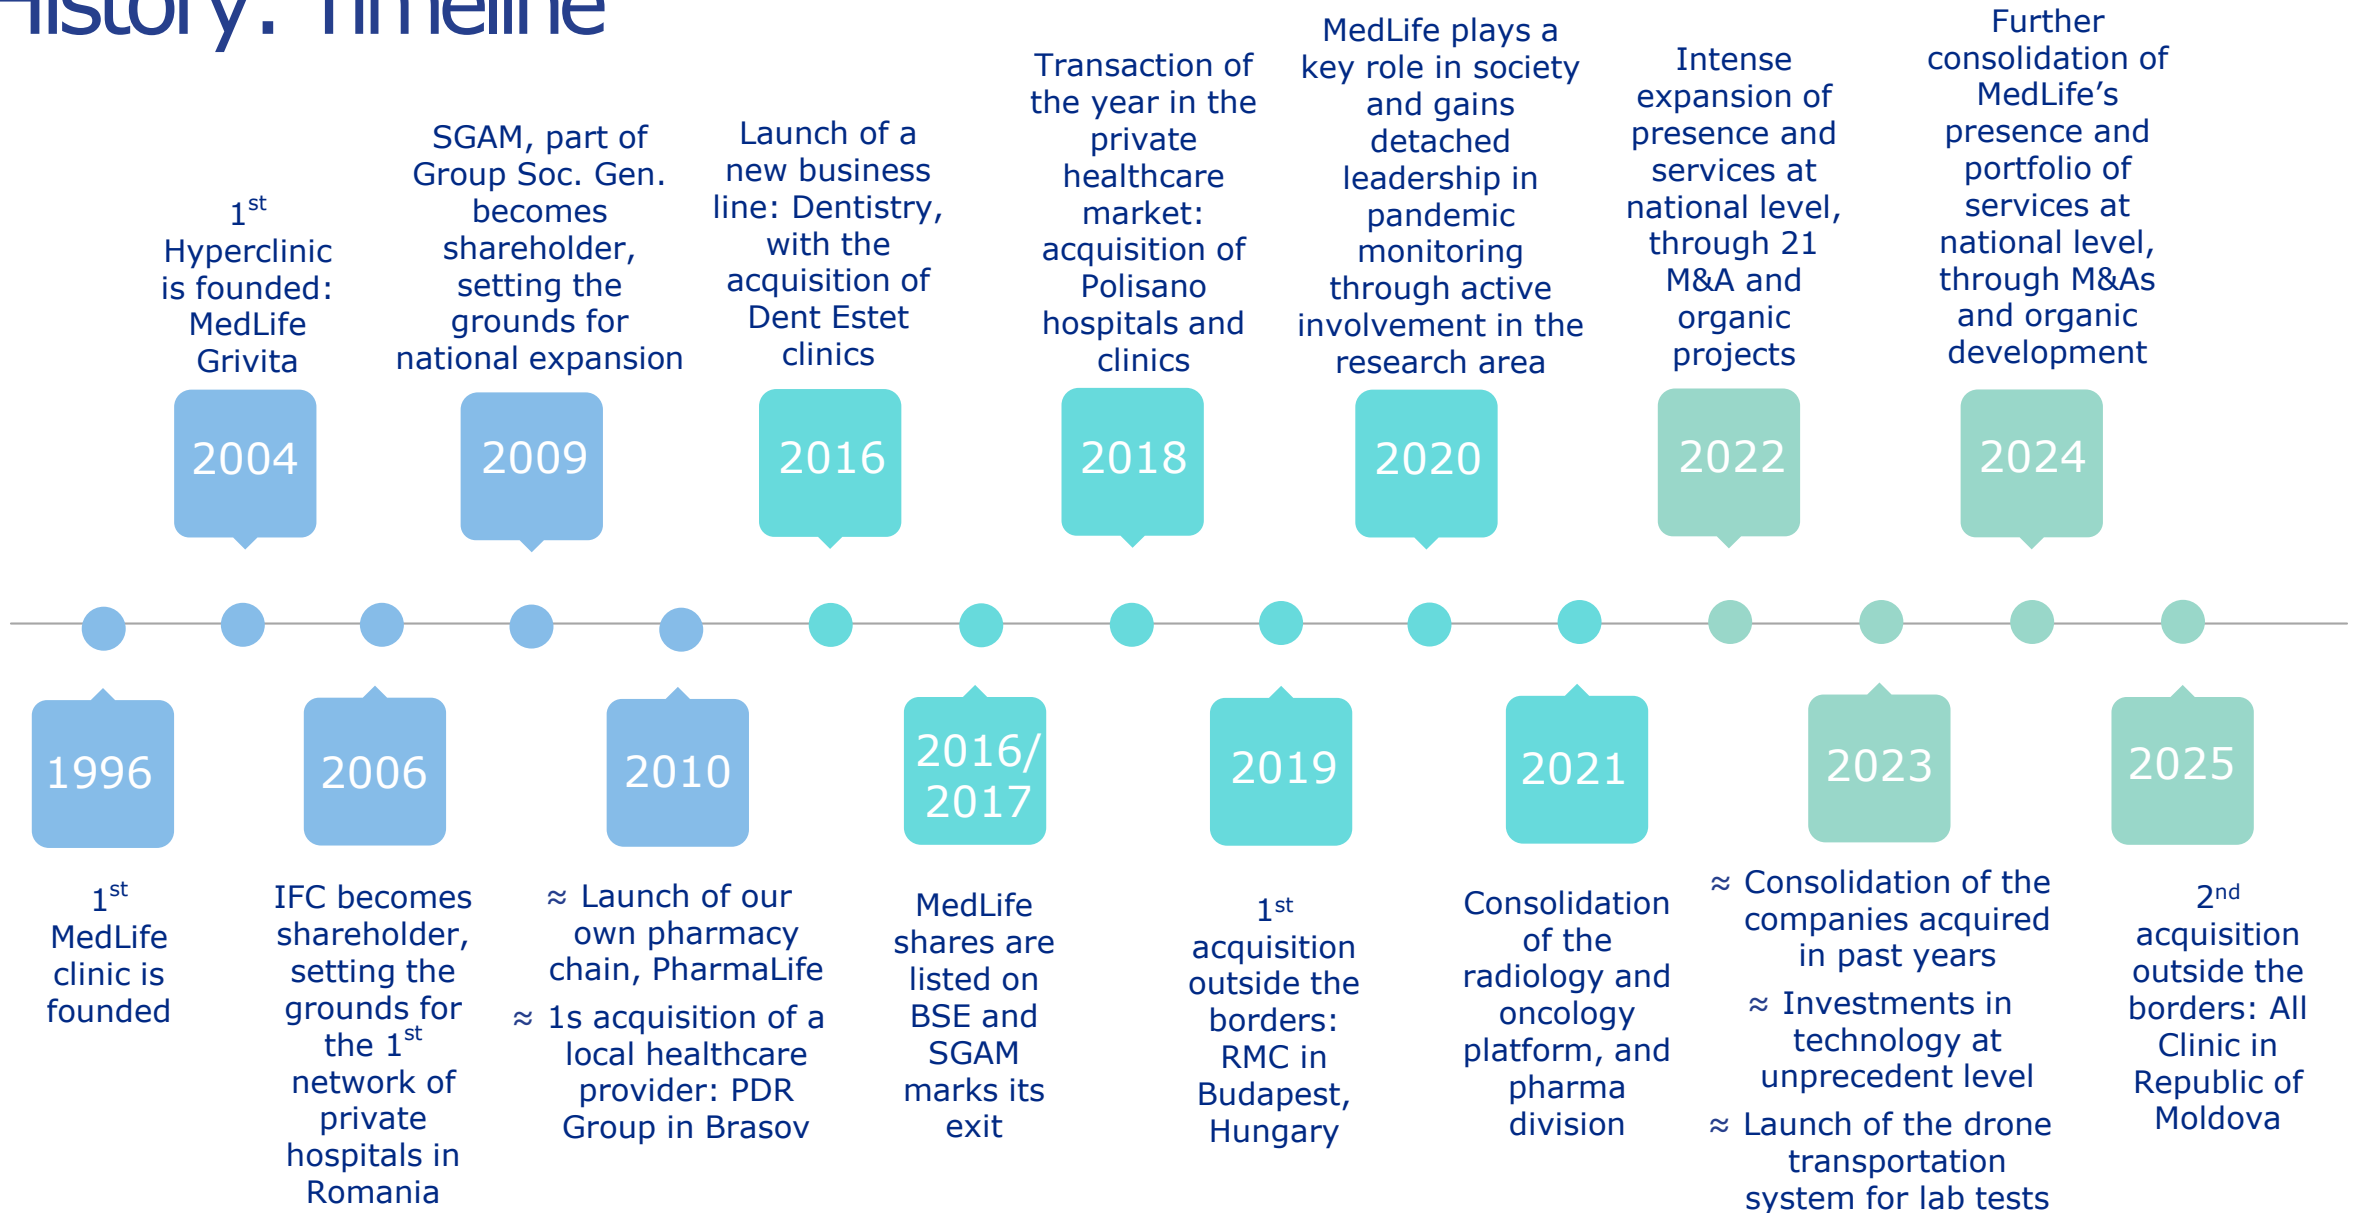 History: Timeline
1st
Hyperclinic
is founded:
MedLife
Grivita
SGAM, part of
Group Soc. Gen.
becomes
shareholder,
setting the
grounds for
national expansion
Launch of a
new business
line: Dentistry,
with the
acquisition of
Dent Estet
clinics
Transaction of
the year in the
private
healthcare
market:
acquisition of
Polisano
hospitals and
clinics
MedLife plays a
key role in society
and gains
detached
leadership in
pandemic
monitoring
through active
involvement in the
research area
Intense
expansion of
presence and
services at
national level,
through 21
M&A and
organic
projects
Further
consolidation of
MedLife’s
presence and
portfolio of
services at
national level,
through M&As
and organic
development
2004
2009
2016
2018
2020
2022
2024
1996
2006
2010
2016/
2017
2019
2021
2023
2025
1st
MedLife
clinic is
founded
IFC becomes
shareholder,
setting the
grounds for
the 1st
network of
private
hospitals in
Romania
≈ Launch of our
own pharmacy
chain, PharmaLife
≈ 1s acquisition of a
local healthcare
provider: PDR
Group in Brasov
MedLife
shares are
listed on
BSE and
SGAM
marks its
exit
1st
acquisition
outside the
borders:
RMC in
Budapest,
Hungary
Consolidation
of the
radiology and
oncology
platform, and
pharma
division
≈ Consolidation of the
companies acquired
in past years
≈ Investments in
technology at
unprecedent level
≈ Launch of the drone
transportation
system for lab tests
2nd
acquisition
outside the
borders: All
Clinic in
Republic of
Moldova